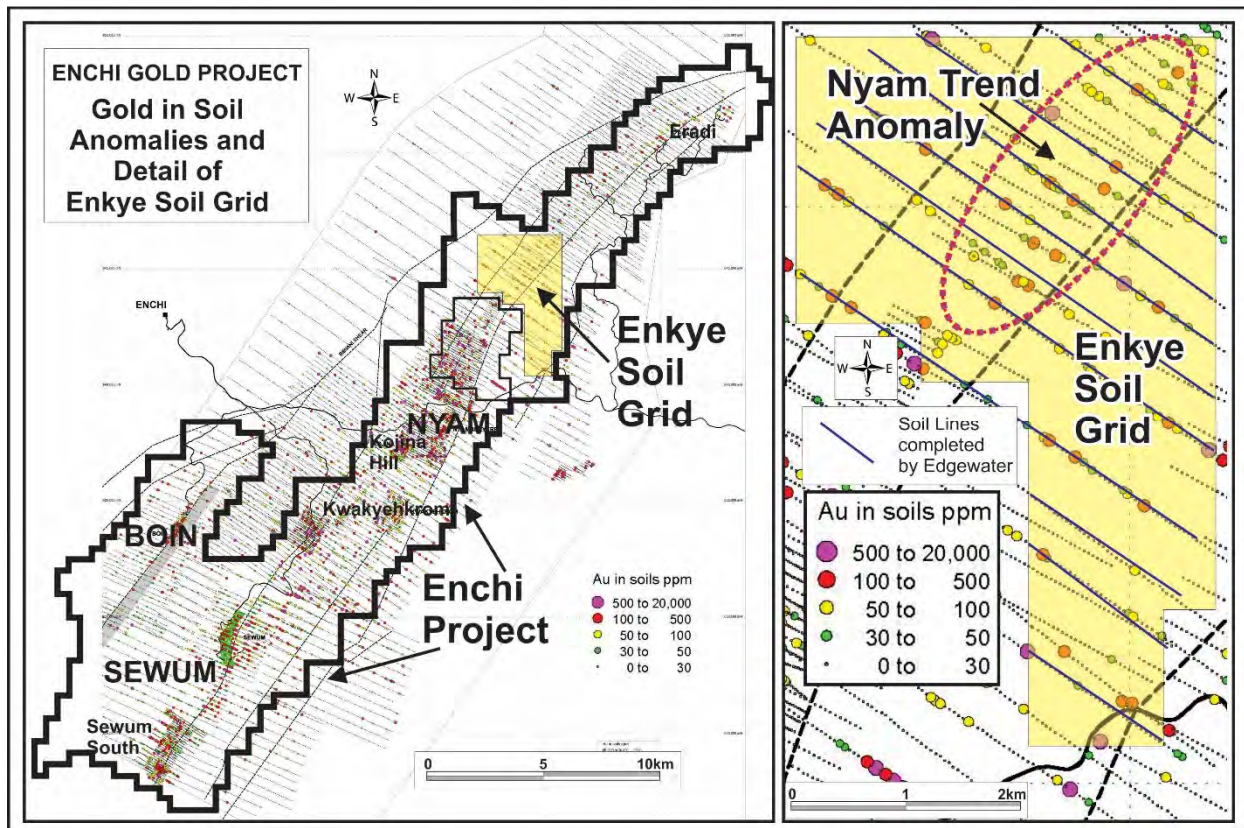 ENCHI GOLD PROJECT
Gold in Soil
Anomalies and
Detail of
Enkye Soil Grid
N
W E
S
Eradi
ENCHI
Enkye
Soil
Grid
NYAM
Kojina
Hill
Kwakyehkrom
BOIN
Enchi
Project
SEWUM
SEWUM
Sewum
South
Au in soils ppm
500 to 20,000
100 to 500
50 to 100
30 to 50
0 to 30
0 5 10km
Nyam Trend
Anomaly
N
W E
S
Enkye
Soil
Grid
Soil Lines
completed
by Edgewater
Au in soils ppm
500 to 20,000
100 to 500
50 to 100
30 to 50
0 to 30
0 1 2km